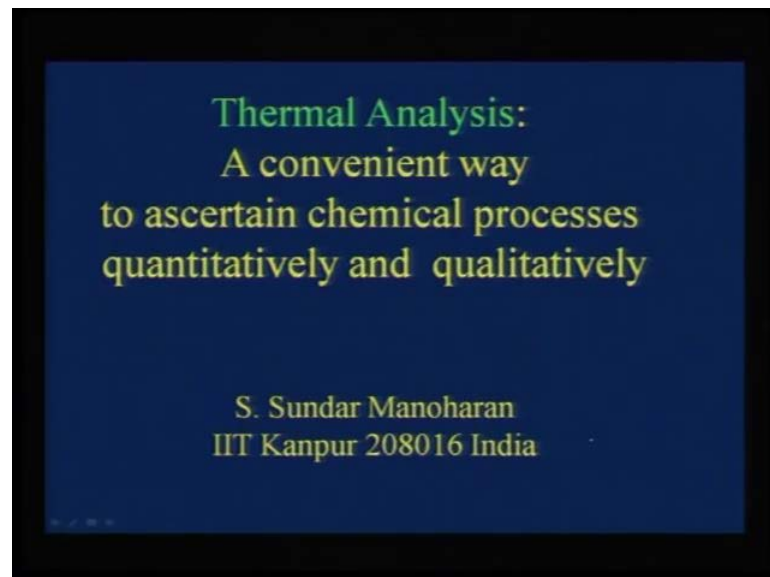 Thermal Analysis:
A convenient way
to ascertain chemical processes
quantitatively and qualitatively
S. Sundar Manoharan
IIT Kanpur 208016 India